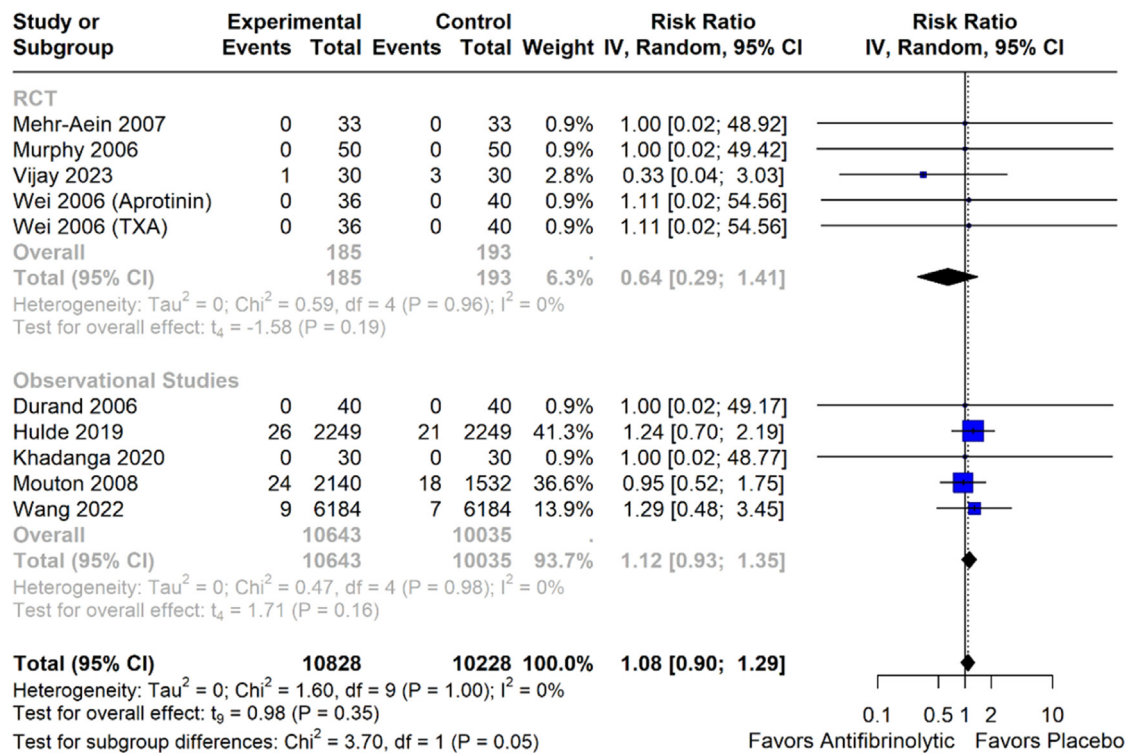 Study or Experimental Control Risk Ratio Risk Ratio
Subgroup Events Total Events Total Weight IV, Random, 95% CI IV, Random, 95% CI
RCT
Mehr-Aein 2007 0 33 0 33 0.9% 1.00 [0.02; 48.92]
Murphy 2006 0 50 0 50 0.9% 1.00 [0.02; 49.42]
Vijay 2023 1 30 3 30 2.8% 0.33 [0.04; 3.03]
Wei 2006 (Aprotinin) 0 36 0 40 0.9% 1.11 [0.02; 54.56]
Wei 2006 (TXA) 0 36 0 40 0.9% 1.11 [0.02; 54.56]
Overall 185 193 .
Total (95% CI) 185 193 6.3% 0.64 [0.29; 1.41]
Heterogeneity: Tau² = 0; Chi² = 0.59, df = 4 (P = 0.96); I² = 0%
Test for overall effect: t₄ = -1.58 (P = 0.19)
Observational Studies
Durand 2006 0 40 0 40 0.9% 1.00 [0.02; 49.17]
Hulde 2019 26 2249 21 2249 41.3% 1.24 [0.70; 2.19]
Khadanga 2020 0 30 0 30 0.9% 1.00 [0.02; 48.77]
Mouton 2008 24 2140 18 1532 36.6% 0.95 [0.52; 1.75]
Wang 2022 9 6184 7 6184 13.9% 1.29 [0.48; 3.45]
Overall 10643 10035 .
Total (95% CI) 10643 10035 93.7% 1.12 [0.93; 1.35]
Heterogeneity: Tau² = 0; Chi² = 0.47, df = 4 (P = 0.98); I² = 0%
Test for overall effect: t₄ = 1.71 (P = 0.16)
Total (95% CI) 10828 10228 100.0% 1.08 [0.90; 1.29]
Heterogeneity: Tau² = 0; Chi² = 1.60, df = 9 (P = 1.00); I² = 0%
Test for overall effect: t₉ = 0.98 (P = 0.35)
Test for subgroup differences: Chi² = 3.70, df = 1 (P = 0.05)
0.1 0.5 1 2 10
Favors Antifibrinolytic Favors Placebo